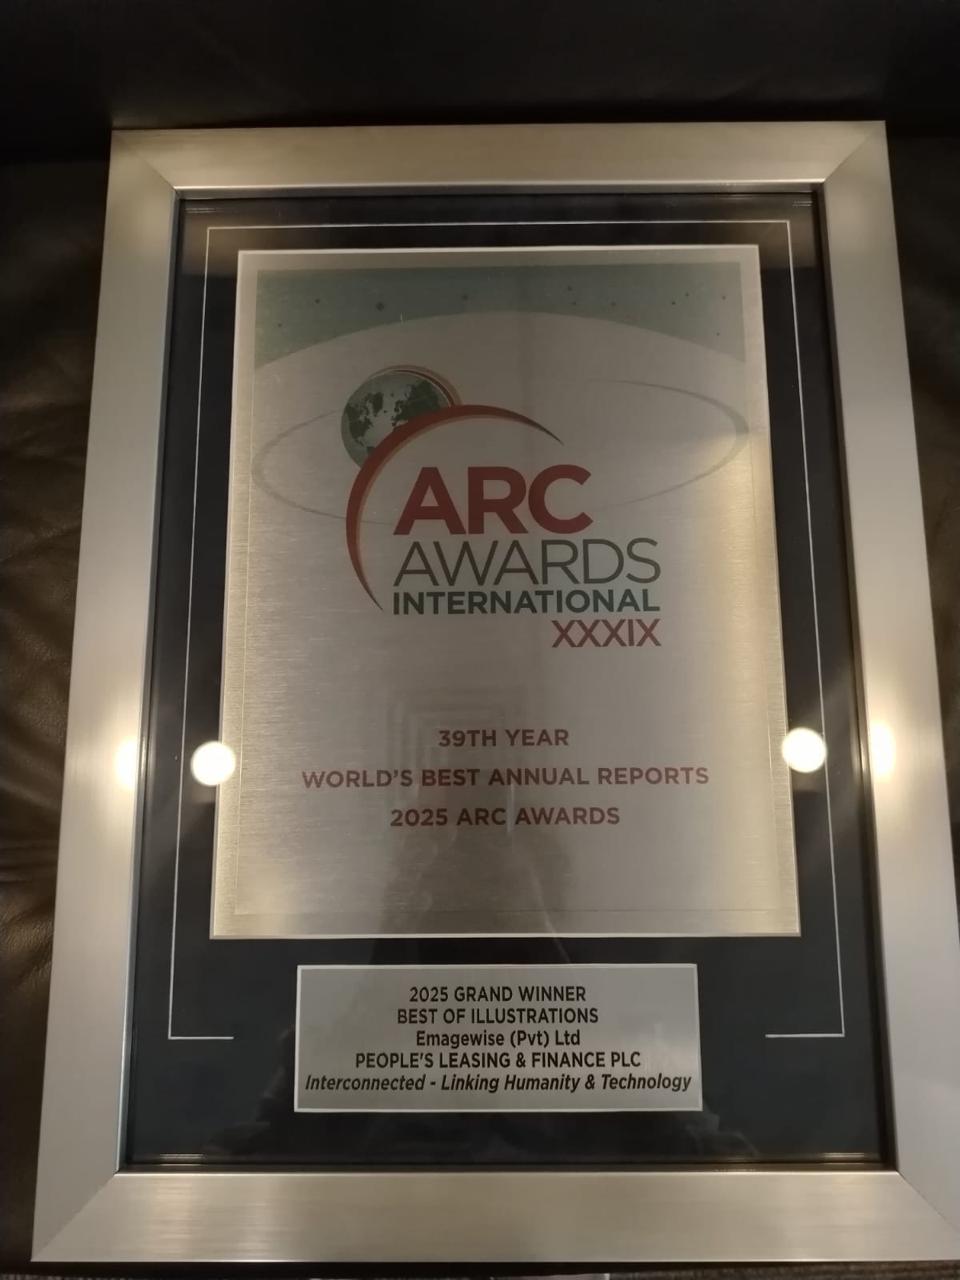 ARC
AWARDS
INTERNATIONAL
XXXIX
39TH YEAR
WORLD'S BEST ANNUAL REPORTS
2025 ARC AWARDS
2025 GRAND WINNER
BEST OF ILLUSTRATIONS
Emagewise (Pvt) Ltd
PEOPLE'S LEASING & FINANCE PLC
Interconnected - Linking Humanity & Technology